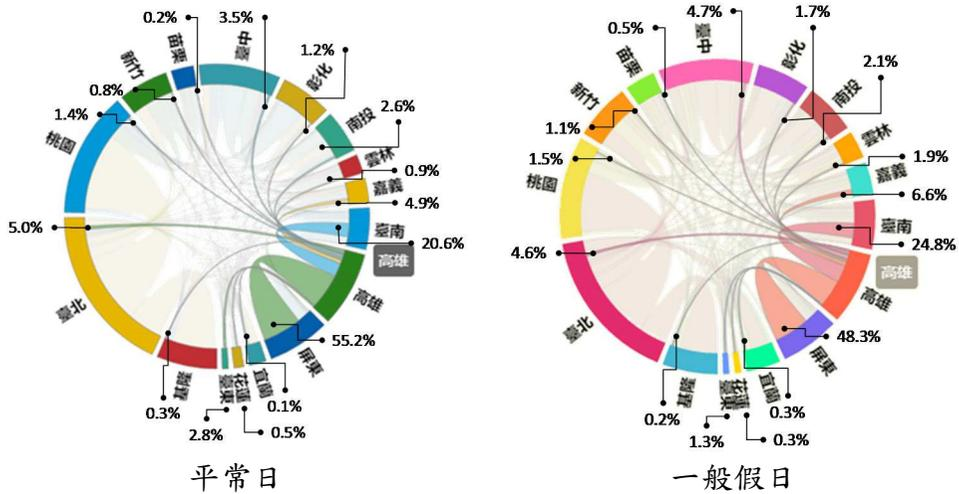 0.2%
3.5%
苗栗
臺中
1.2%
新竹
彰化
0.8%
2.6%
1.4%
南投
桃園
雲林
0.9%
嘉義
4.9%
5.0%
臺南
20.6%
高雄
高雄
臺北
55.2%
屏東
基隆
臺東
花蓮
宜蘭
0.1%
0.3%
2.8%
0.5%
平常日
4.7%
1.7%
0.5%
臺中
苗栗
彰化
2.1%
新竹
南投
1.1%
雲林
1.5%
1.9%
桃園
嘉義
6.6%
臺南
24.8%
4.6%
高雄
高雄
臺北
48.3%
屏東
基隆
臺東
花蓮
宜蘭
0.3%
0.2%
1.3%
0.3%
一般假日